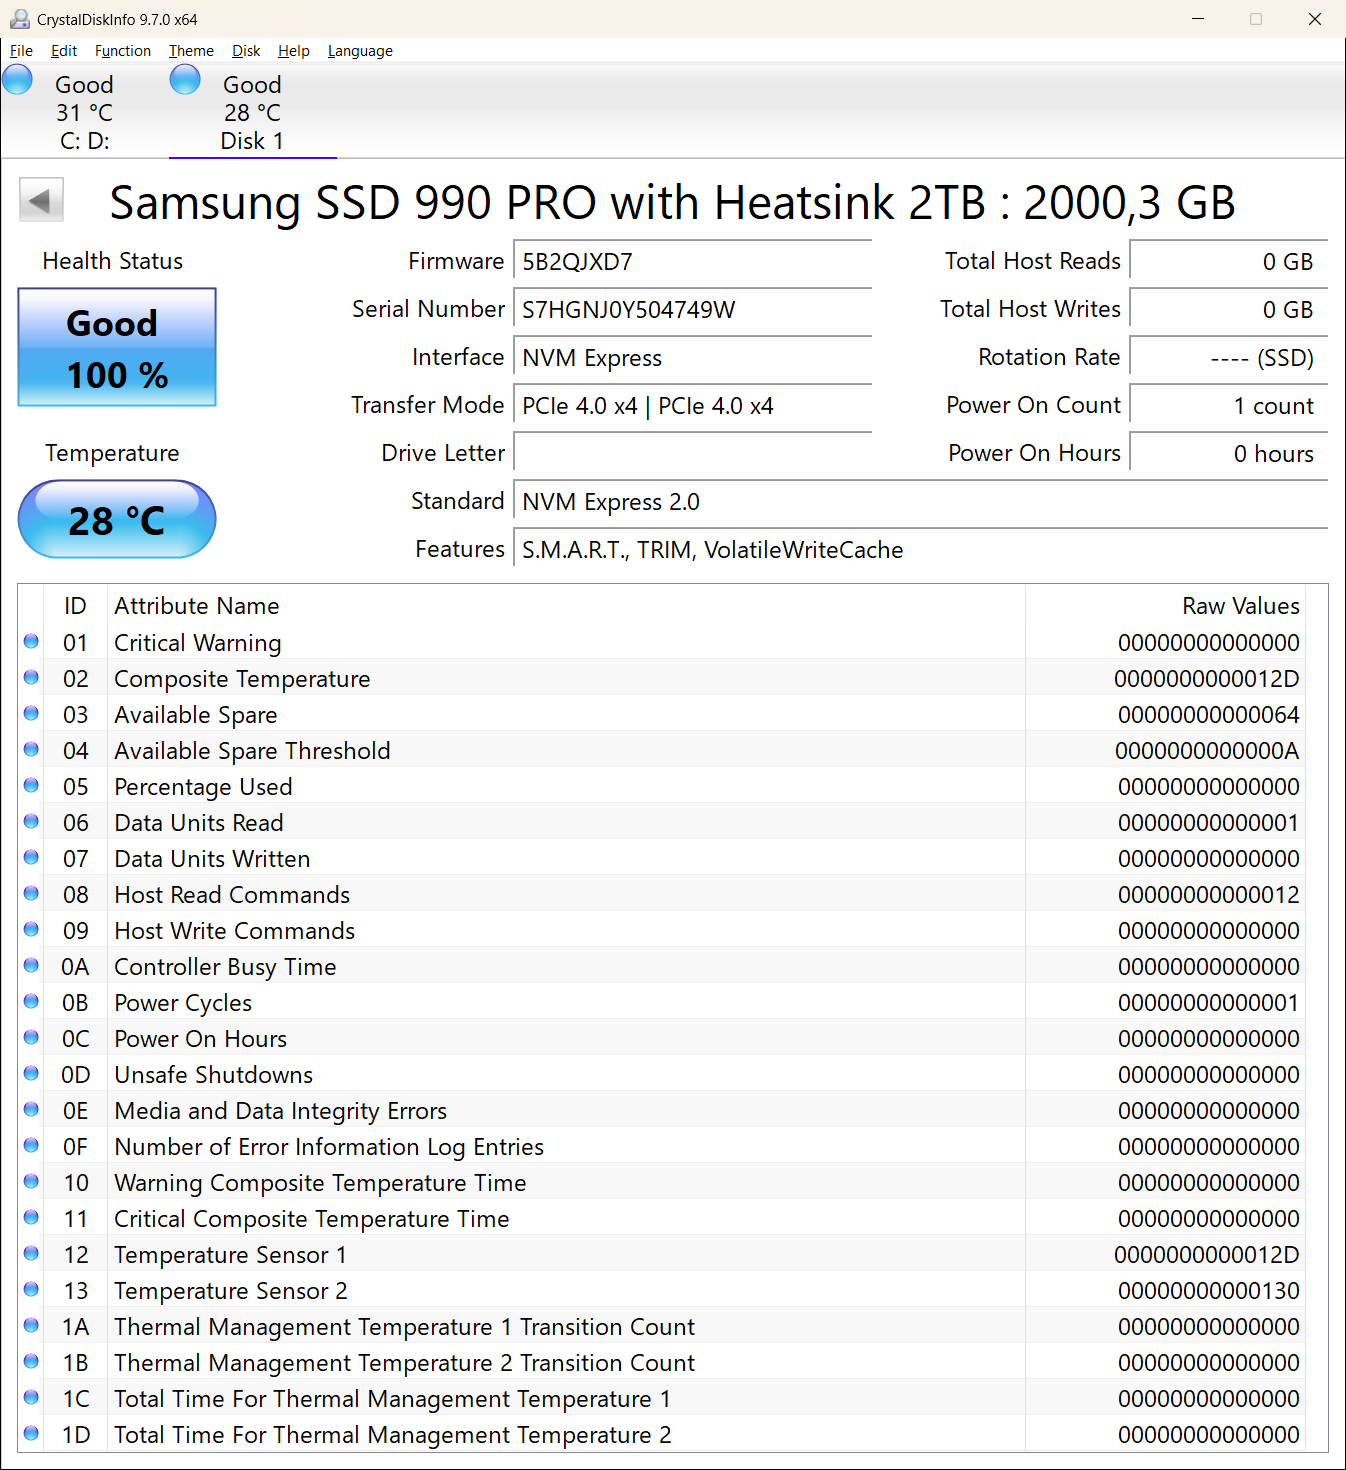 CrystalDiskInfo 9.7.0 x64
File Edit Function Theme Disk Help Language
Good Good
31 °C 28 °C
C: D: Disk 1
Samsung SSD 990 PRO with Heatsink 2TB : 2000,3 GB
Health Status
Good
100 %
Temperature
28 °C
Firmware 5B2QJXD7
Serial Number S7HGNJ0Y504749W
Interface NVM Express
Transfer Mode PCIe 4.0 x4 | PCIe 4.0 x4
Drive Letter
Standard NVM Express 2.0
Features S.M.A.R.T., TRIM, VolatileWriteCache
Total Host Reads 0 GB
Total Host Writes 0 GB
Rotation Rate ---- (SSD)
Power On Count 1 count
Power On Hours 0 hours
ID Attribute Name Raw Values
01 Critical Warning 00000000000000
02 Composite Temperature 0000000000012D
03 Available Spare 00000000000064
04 Available Spare Threshold 0000000000000A
05 Percentage Used 00000000000000
06 Data Units Read 00000000000001
07 Data Units Written 00000000000000
08 Host Read Commands 00000000000012
09 Host Write Commands 00000000000000
0A Controller Busy Time 00000000000000
0B Power Cycles 00000000000001
0C Power On Hours 00000000000000
0D Unsafe Shutdowns 00000000000000
0E Media and Data Integrity Errors 00000000000000
0F Number of Error Information Log Entries 00000000000000
10 Warning Composite Temperature Time 00000000000000
11 Critical Composite Temperature Time 00000000000000
12 Temperature Sensor 1 0000000000012D
13 Temperature Sensor 2 00000000000130
1A Thermal Management Temperature 1 Transition Count 00000000000000
1B Thermal Management Temperature 2 Transition Count 00000000000000
1C Total Time For Thermal Management Temperature 1 00000000000000
1D Total Time For Thermal Management Temperature 2 00000000000000